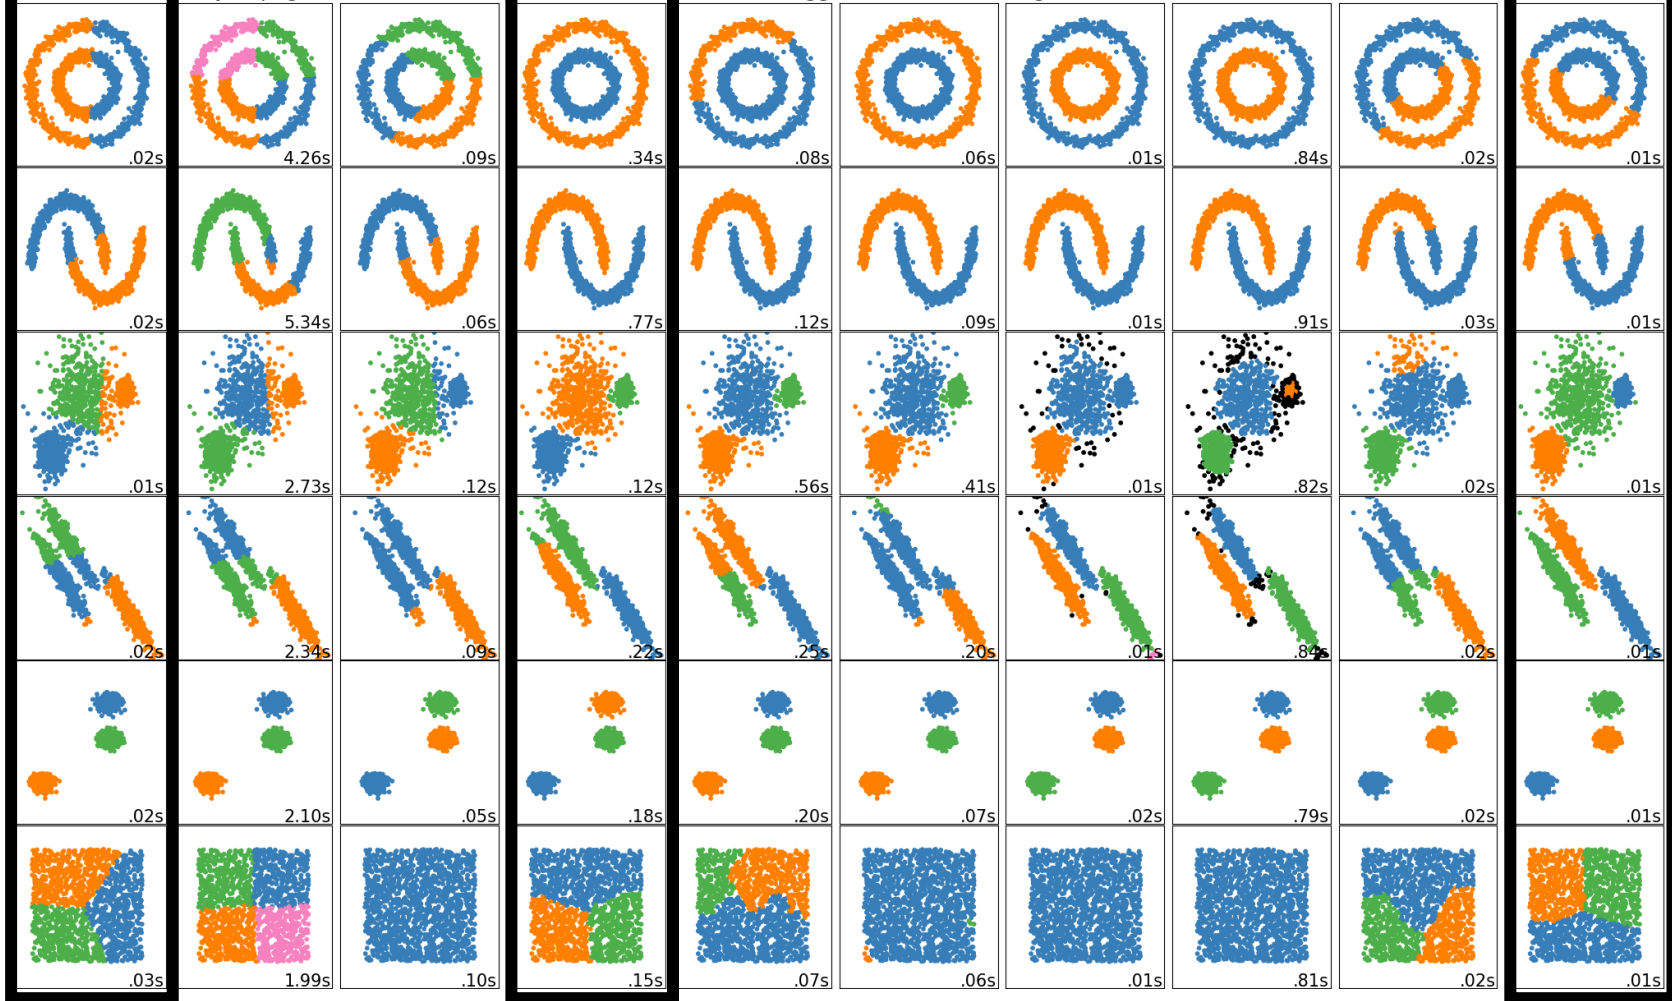 .02s 4.26s .09s .34s .08s .06s .01s .84s .02s .01s
.02s 5.34s .06s .77s .12s .09s .01s .91s .03s .01s
.01s 2.73s .12s .12s .56s .41s .01s .82s .02s .01s
.02s 2.34s .09s .22s .25s .20s .01s .84s .02s .01s
.02s 2.10s .05s .18s .20s .07s .02s .79s .02s .01s
.03s 1.99s .10s .15s .07s .06s .01s .81s .02s .01s